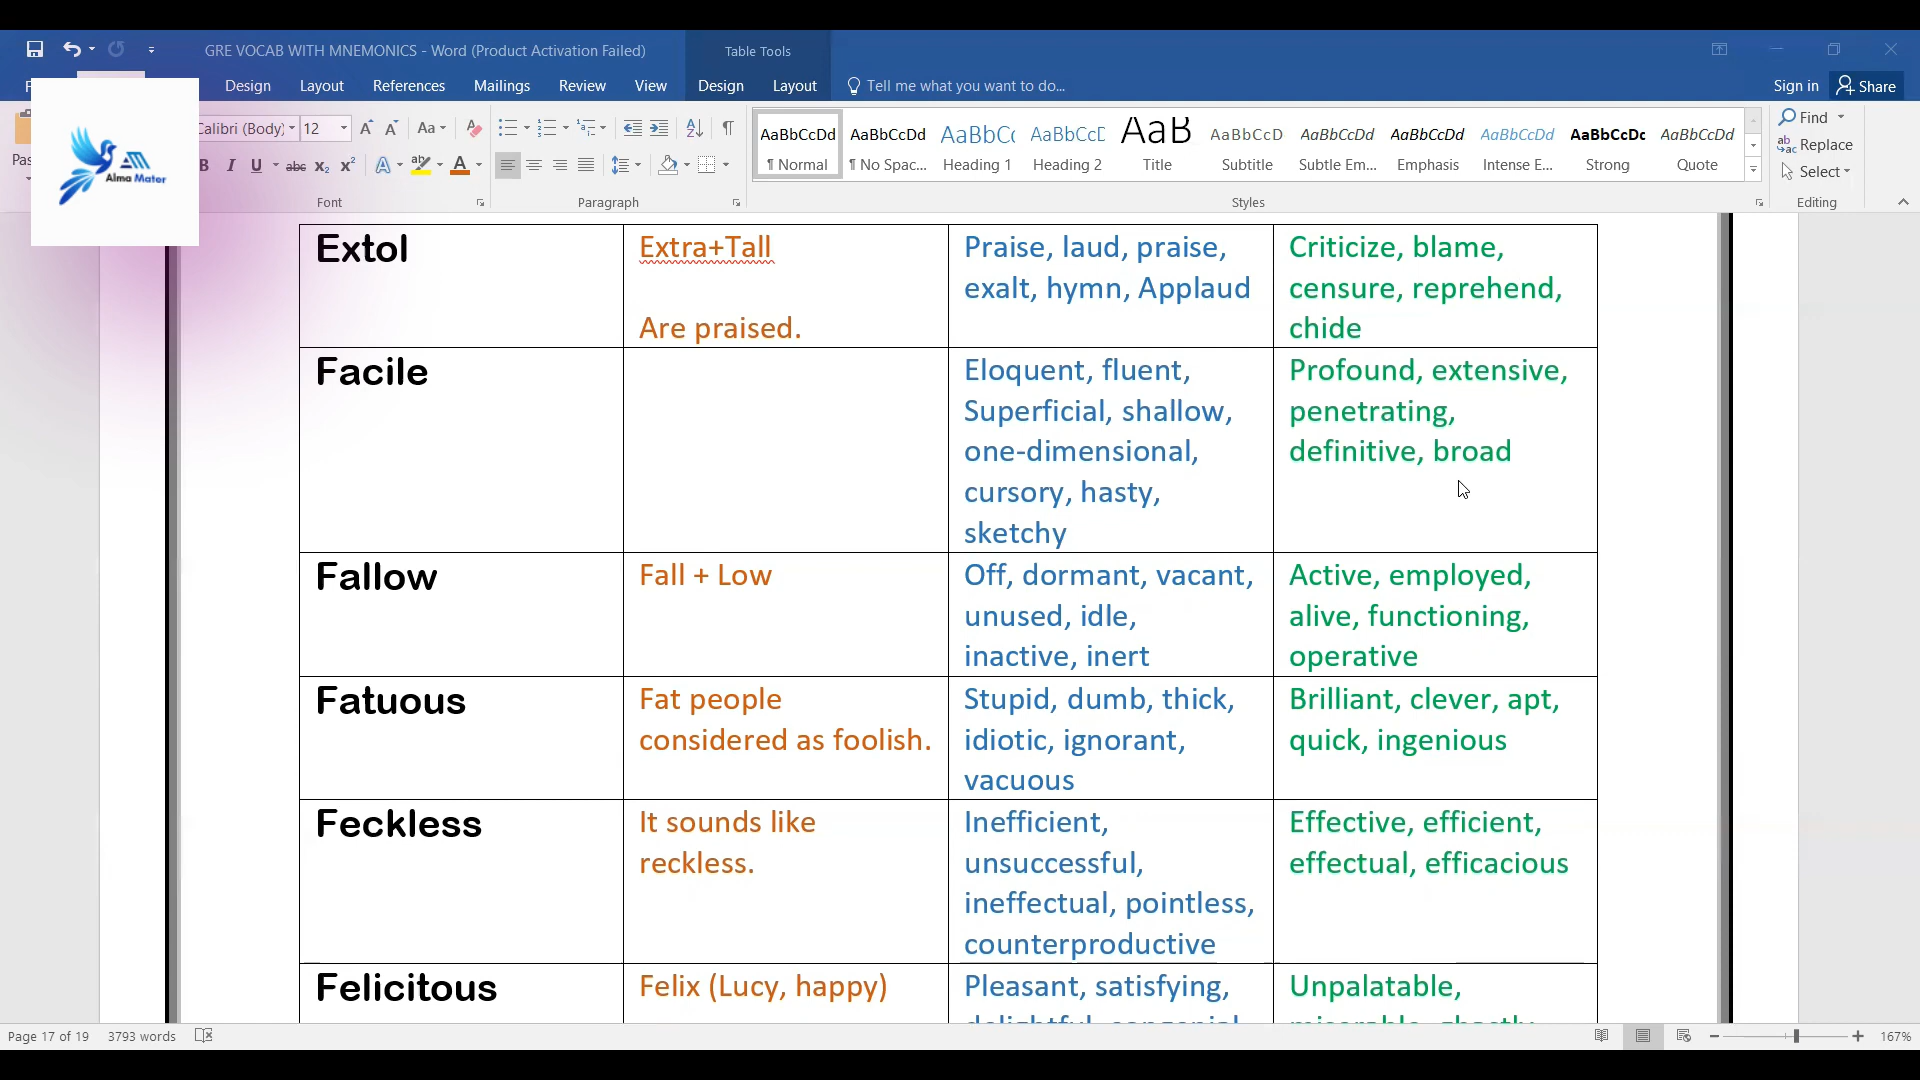 GRE VOCAB WITH MNEMONICS - Word (Product Activation Failed)
Table Tools
Design Layout References Mailings Review View Design Layout Tell me what you want to do... Sign in Share
Alma Mater
Calibri (Body) 12 Aa
Font
Paragraph
AaBbCcDd AaBbCcDd AaBbC AaBbCcD AaB AaBbCcD AaBbCcDd AaBbCcDd AaBbCcDd AaBbCcDc AaBbCcDd
¶ Normal ¶ No Spac... Heading 1 Heading 2 Title Subtitle Subtle Em... Emphasis Intense E... Strong Quote
Styles
Find
Replace
Select
Editing
Extol
Extra+Tall
Are praised.
Praise, laud, praise,
exalt, hymn, Applaud
Criticize, blame,
censure, reprehend,
chide
Facile
Eloquent, fluent,
Superficial, shallow,
one-dimensional,
cursory, hasty,
sketchy
Profound, extensive,
penetrating,
definitive, broad
Fallow
Fall + Low
Off, dormant, vacant,
unused, idle,
inactive, inert
Active, employed,
alive, functioning,
operative
Fatuous
Fat people
considered as foolish.
Stupid, dumb, thick,
idiotic, ignorant,
vacuous
Brilliant, clever, apt,
quick, ingenious
Feckless
It sounds like
reckless.
Inefficient,
unsuccessful,
ineffectual, pointless,
counterproductive
Effective, efficient,
effectual, efficacious
Felicitous
Felix (Lucy, happy)
Pleasant, satisfying,
delightful, congenial
Unpalatable,
miserable, ghastly
Page 17 of 19 3793 words
167%